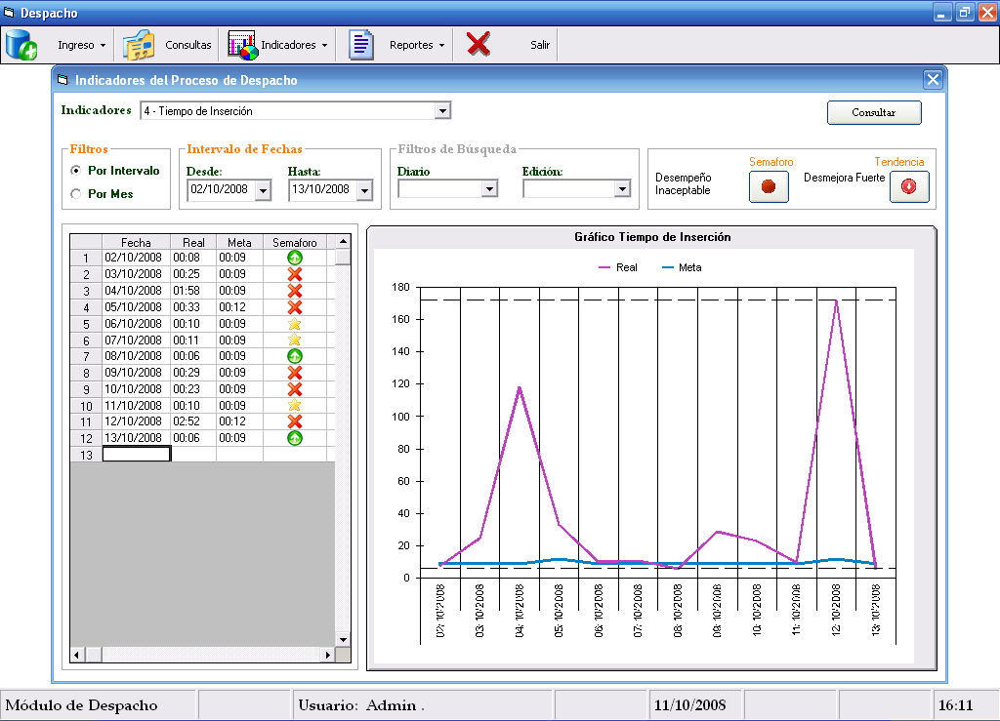 Despacho
Ingreso Consultas Indicadores Reportes Salir
Indicadores del Proceso de Despacho
Indicadores 4 - Tiempo de Inserción Consultar
Filtros Intervalo de Fechas Filtros de Búsqueda Semaforo Tendencia
Por Intervalo Desde: Hasta: Diario Edición: Desempeño Inaceptable Desmejora Fuerte
Por Mes 02/10/2008 13/10/2008
Fecha Real Meta Semaforo
1 02/10/2008 00:08 00:09
2 03/10/2008 00:25 00:09
3 04/10/2008 01:58 00:09
4 05/10/2008 00:33 00:12
5 06/10/2008 00:10 00:09
6 07/10/2008 00:11 00:09
7 08/10/2008 00:06 00:09
8 09/10/2008 00:29 00:09
9 10/10/2008 00:23 00:09
10 11/10/2008 00:10 00:09
11 12/10/2008 02:52 00:12
12 13/10/2008 00:06 00:09
13
Gráfico Tiempo de Inserción
Real Meta
180
160
140
120
100
80
60
40
20
0
02/10/2008 03/10/2008 04/10/2008 05/10/2008 06/10/2008 07/10/2008 08/10/2008 09/10/2008 10/10/2008 11/10/2008 12/10/2008 13/10/2008
Módulo de Despacho Usuario: Admin . 11/10/2008 16:11